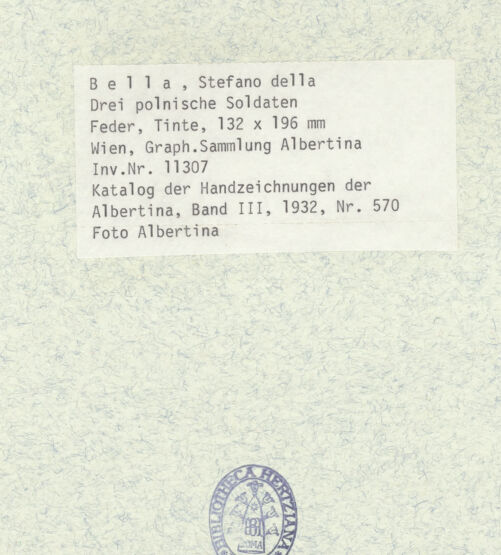 B e l l a , Stefano della
Drei polnische Soldaten
Feder, Tinte, 132 x 196 mm
Wien, Graph.Sammlung Albertina
Inv.Nr. 11307
Katalog der Handzeichnungen der
Albertina, Band III, 1932, Nr. 570
Foto Albertina
BIBLIOTHECA HERTZIANA
ROMA